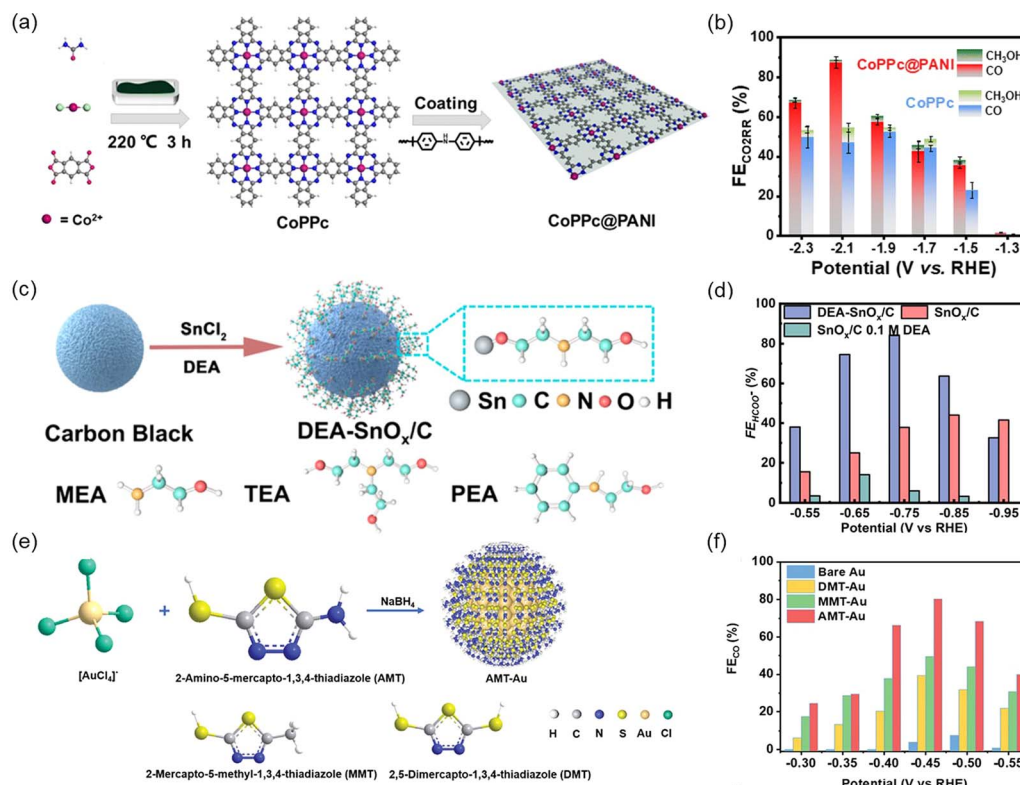 (a)
220 ℃ 3 h
= Co²⁺
CoPPc
Coating
N
H
CoPPc@PANI
(b)
100
80
60
40
20
0
FE_CO2RR (%)
CoPPc@PANI
CH₃OH
CO
CoPPc
CH₃OH
CO
-2.3 -2.1 -1.9 -1.7 -1.5 -1.3
Potential (V vs. RHE)
(c)
SnCl₂
DEA
Carbon Black
DEA-SnOₓ/C
Sn C N O H
MEA
TEA
PEA
(d)
100
80
60
40
20
0
FE_HCOO⁻ (%)
DEA-SnOₓ/C
SnOₓ/C
SnOₓ/C 0.1 M DEA
-0.55 -0.65 -0.75 -0.85 -0.95
Potential (V vs RHE)
(e)
[AuCl₄]⁻
+
NaBH₄
2-Amino-5-mercapto-1,3,4-thiadiazole (AMT)
AMT-Au
2-Mercapto-5-methyl-1,3,4-thiadiazole (MMT)
2,5-Dimercapto-1,3,4-thiadiazole (DMT)
H C N S Au Cl
(f)
100
80
60
40
20
0
FE_CO (%)
Bare Au
DMT-Au
MMT-Au
AMT-Au
-0.30 -0.35 -0.40 -0.45 -0.50 -0.55
Potential (V vs RHE)